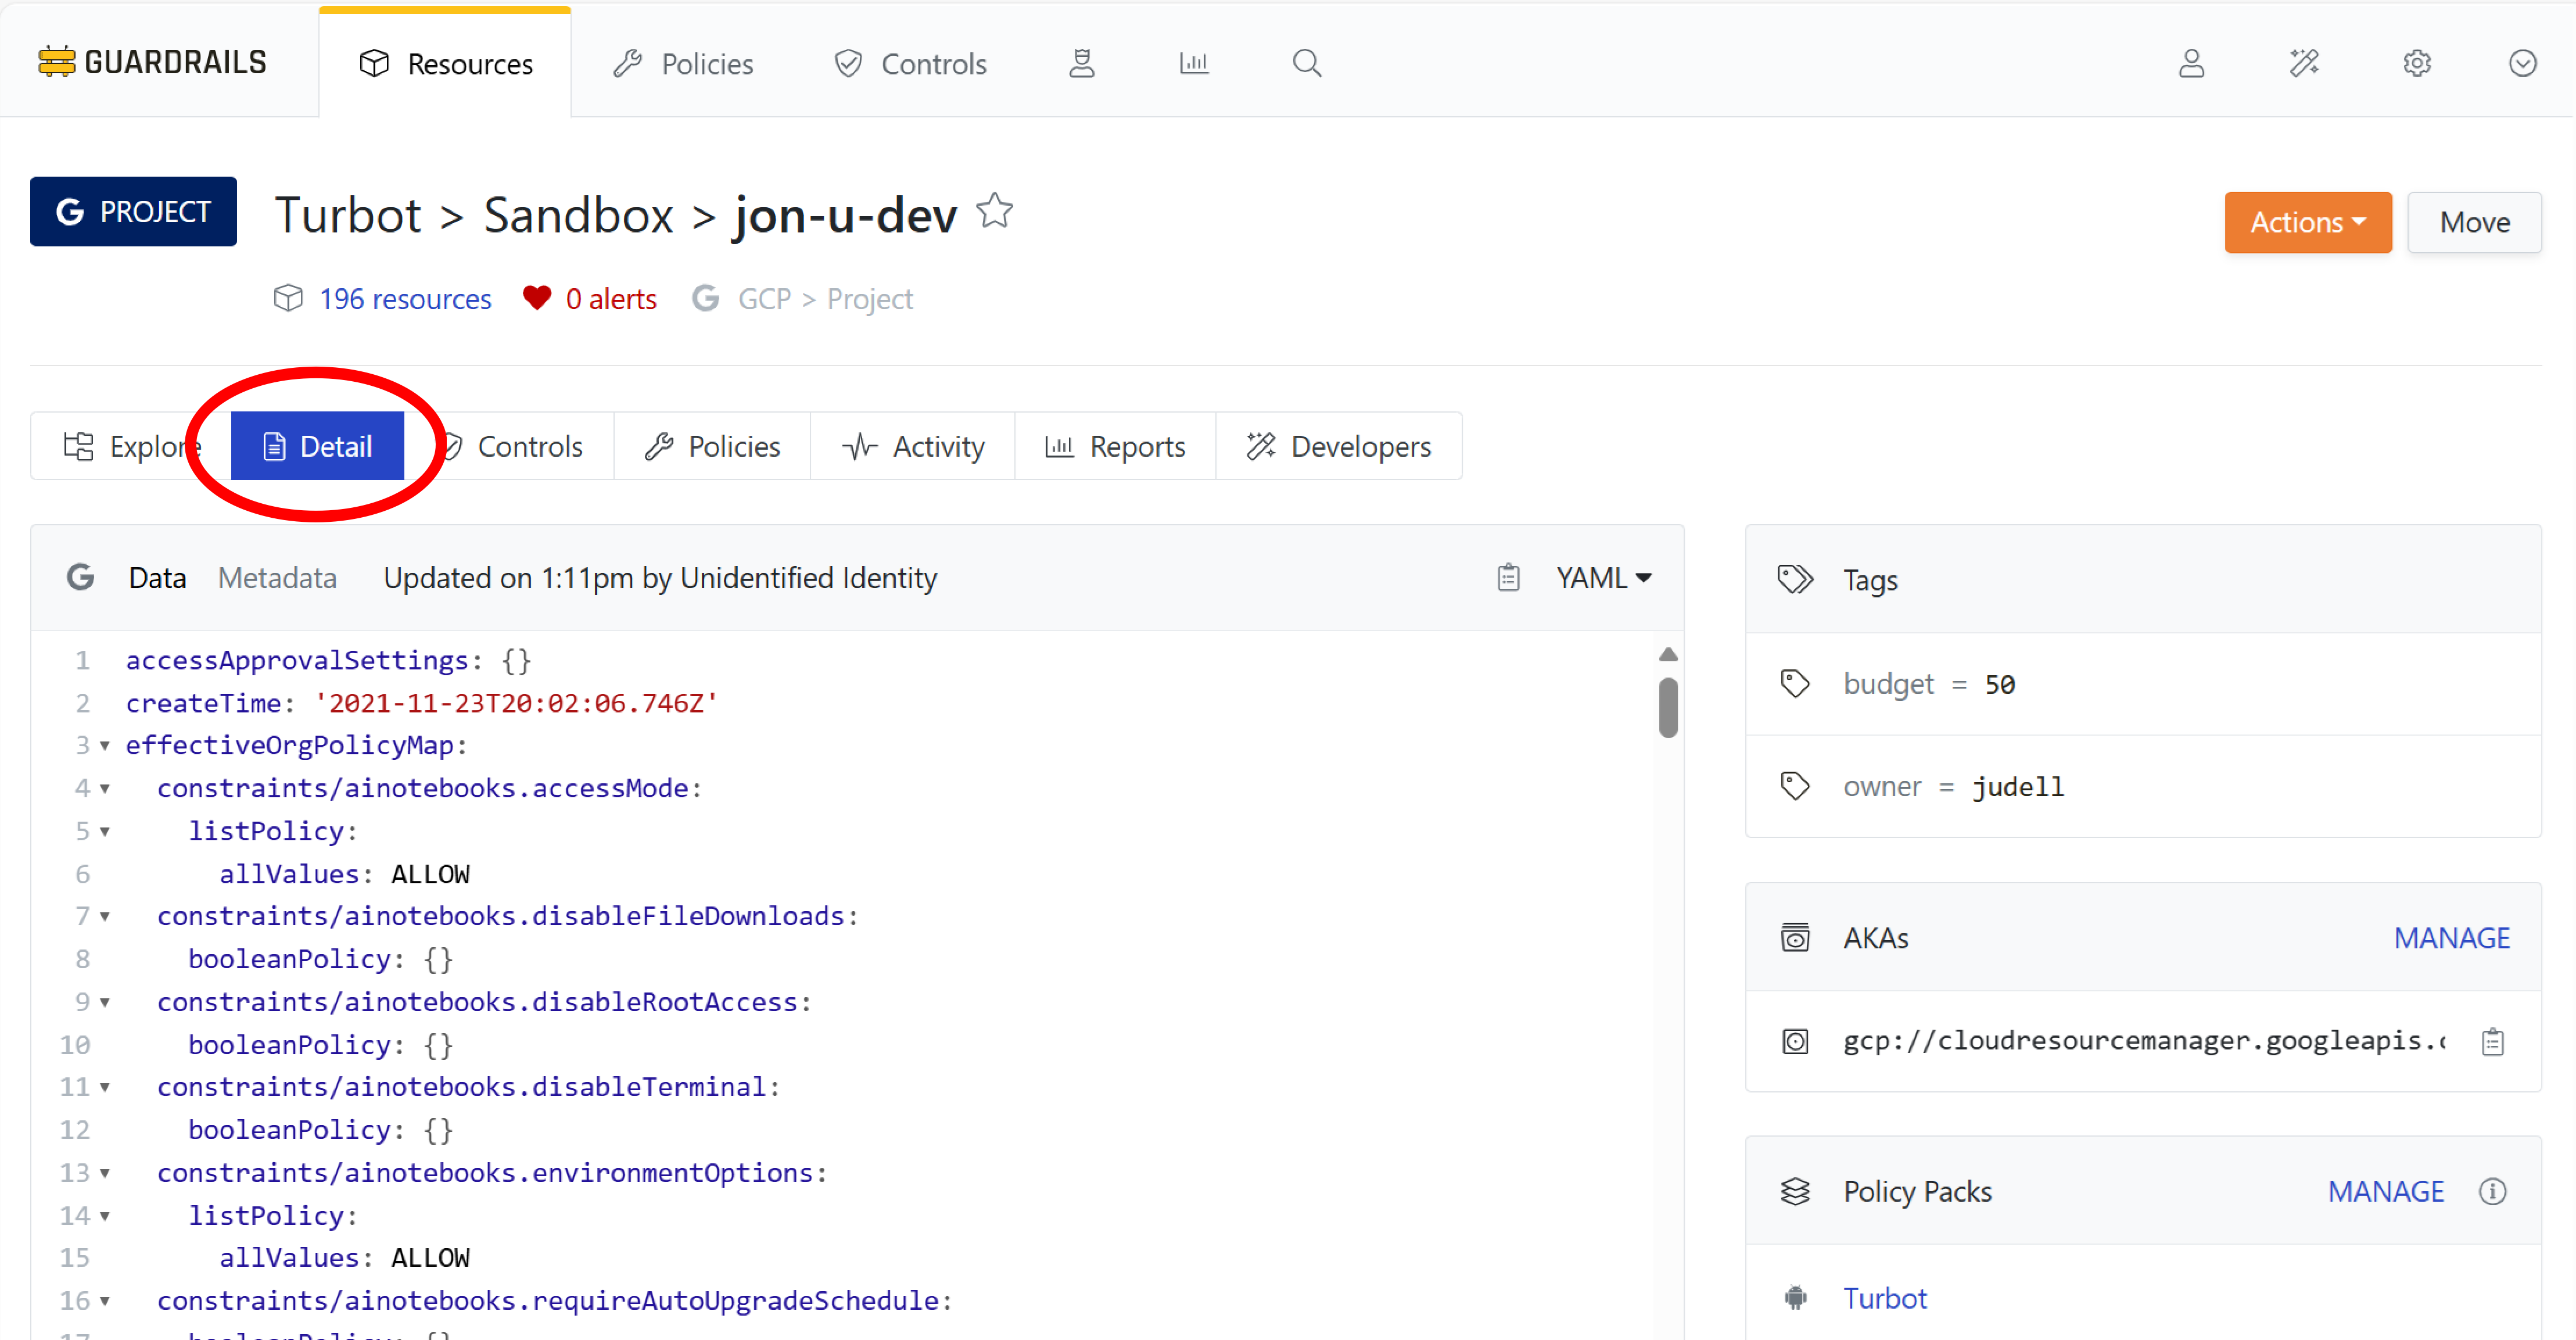 GUARDRAILS Resources Policies Controls
G PROJECT Turbot > Sandbox > jon-u-dev Actions Move
196 resources 0 alerts G GCP > Project
Explore Detail Controls Policies Activity Reports Developers
G Data Metadata Updated on 1:11pm by Unidentified Identity YAML
1 accessApprovalSettings: {}
2 createTime: '2021-11-23T20:02:06.746Z'
3 effectiveOrgPolicyMap:
4 constraints/ainotebooks.accessMode:
5 listPolicy:
6 allValues: ALLOW
7 constraints/ainotebooks.disableFileDownloads:
8 booleanPolicy: {}
9 constraints/ainotebooks.disableRootAccess:
10 booleanPolicy: {}
11 constraints/ainotebooks.disableTerminal:
12 booleanPolicy: {}
13 constraints/ainotebooks.environmentOptions:
14 listPolicy:
15 allValues: ALLOW
16 constraints/ainotebooks.requireAutoUpgradeSchedule:
17 booleanPolicy: {}
Tags
budget = 50
owner = judell
AKAs MANAGE
gcp://cloudresourcemanager.googleapis.
Policy Packs MANAGE
Turbot